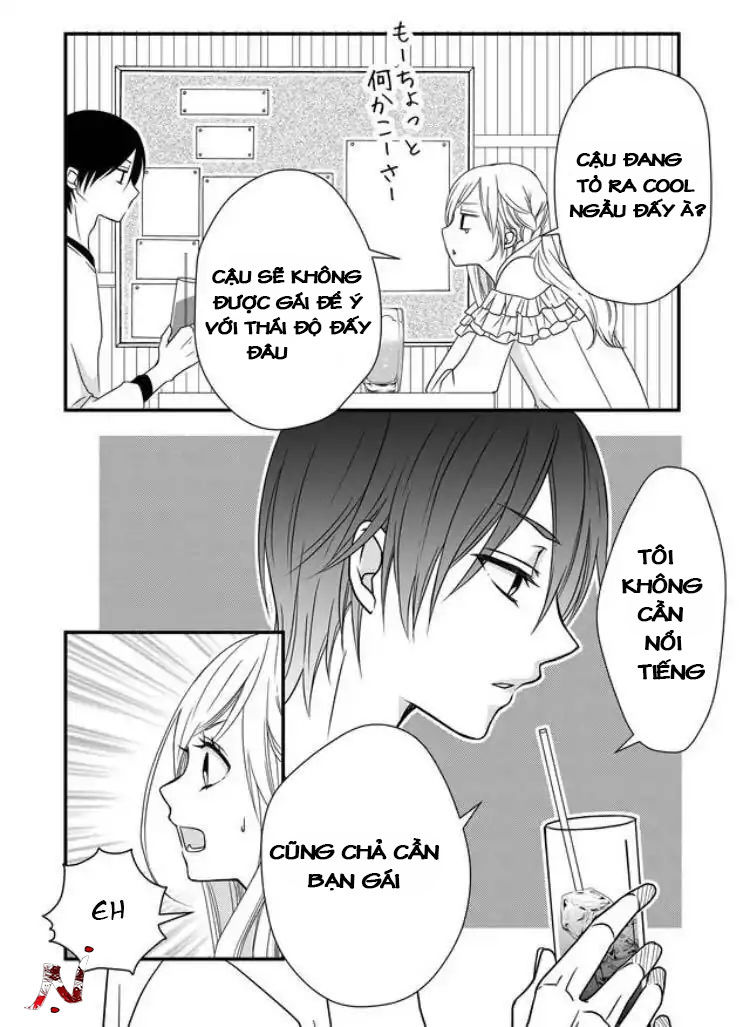 CẬU ĐANG
TỎ RA COOL
NGẦU ĐẤY À?
もーちょっと
何かこーさー
CẬU SẼ KHÔNG
ĐƯỢC GÁI ĐỂ Ý
VỚI THÁI ĐỘ ĐẤY
ĐÂU
TÔI
KHÔNG
CẦN
NỔI
TIẾNG
CŨNG CHẢ CẦN
BẠN GÁI
EH
N